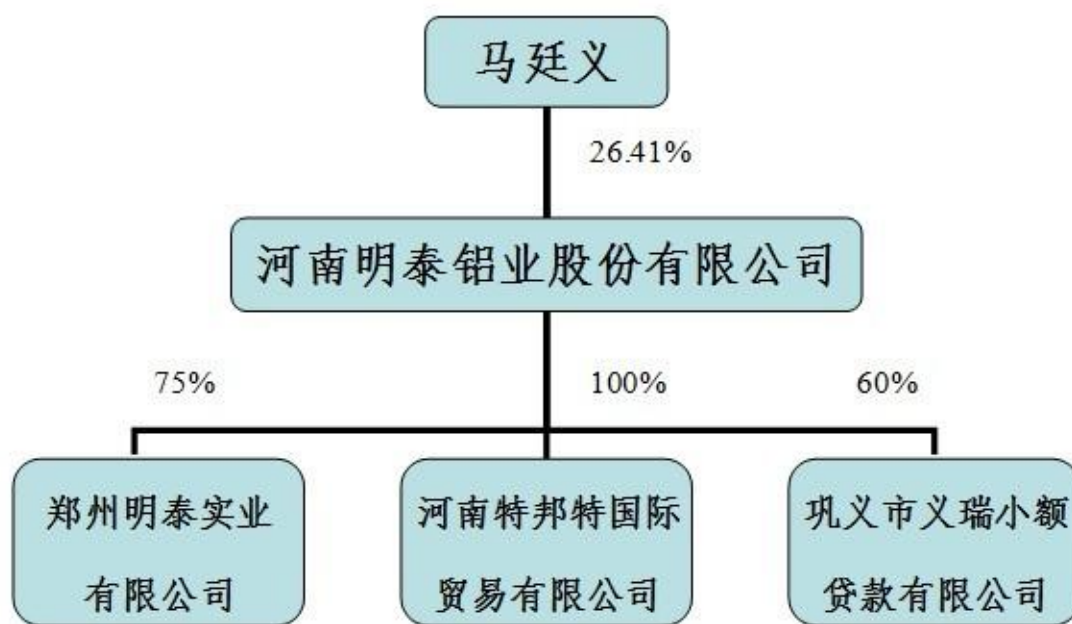 马廷义
26.41%
河南明泰铝业股份有限公司
75%
100%
60%
郑州明泰实业
有限公司
河南特邦特国际
贸易有限公司
巩义市义瑞小额
贷款有限公司